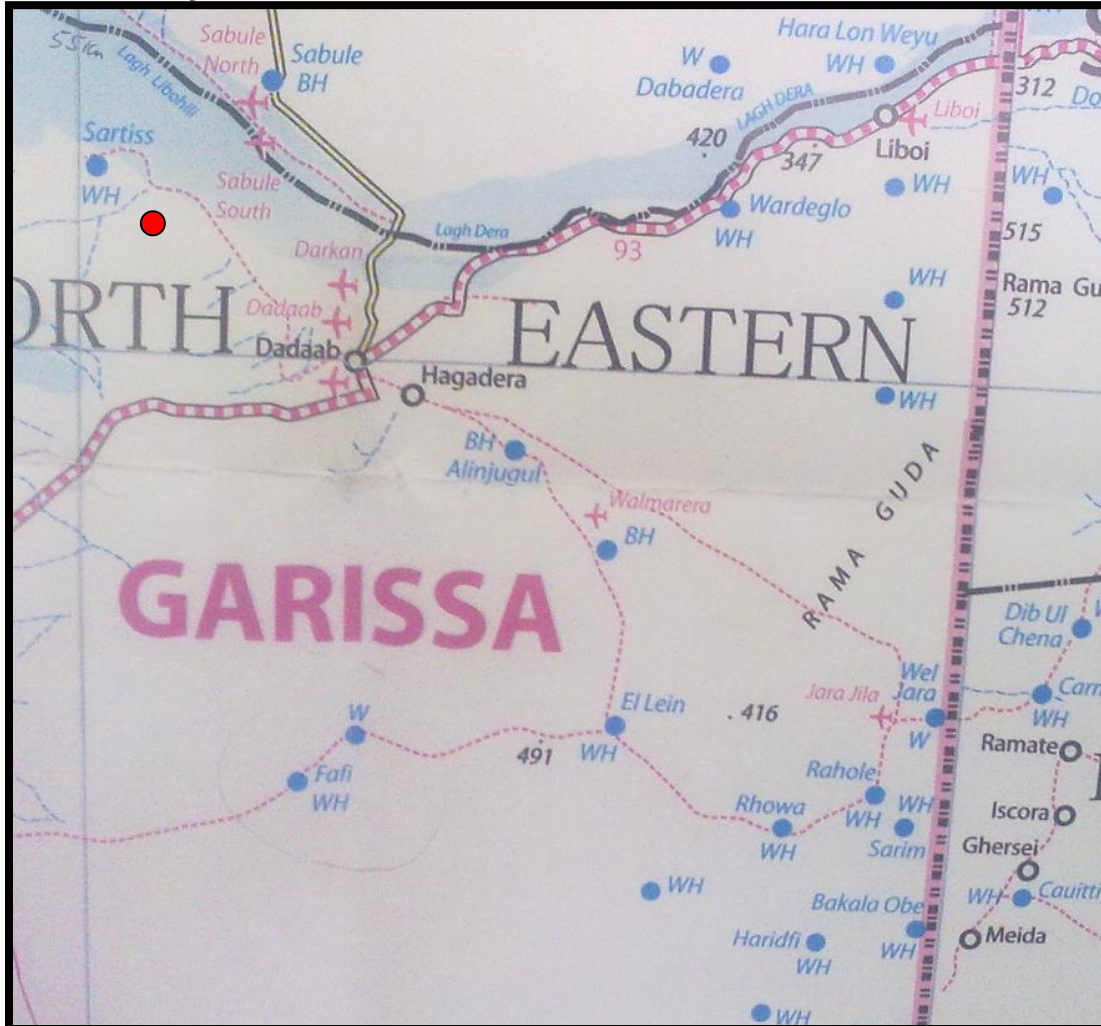 55km
Lagh Libohili
Sabule
North
Sabule
BH
W
Dabadera
Hara Lon Weyu
WH
312
Sartiss
WH
Sabule
South
420
LAGH DERA
347
Liboi
Liboi
WH
WH
Wardeglo
WH
Lagh Dera
93
515
Darkan
WH
Rama Gu
512
ORTH
EASTERN
Dadaab
Dadaab
Hagadera
WH
BH
Alinjugul
RAMA GUDA
Walmarera
BH
GARISSA
Dib Ul
Chena
Wel
Jara
W
Jara Jila
Carm
WH
El Lein
WH
416
W
491
Ramate
Fafi
WH
Rahole
WH
Rhowa
WH
WH
Sarim
Iscora
Ghersei
WH
WH
Cauitti
Bakala Obe
WH
Haridfi
WH
Meida
WH